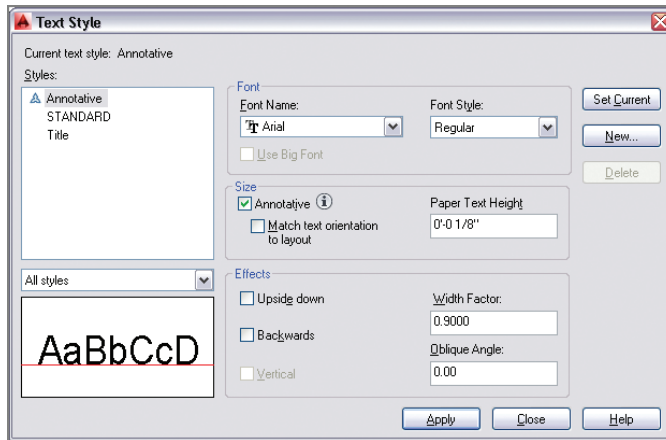 Text Style
Current text style: Annotative
Styles:
Annotative
STANDARD
Title
All styles
AaBbCcD
Font
Font Name:
Arial
Font Style:
Regular
Use Big Font
Size
Annotative
Match text orientation
to layout
Paper Text Height
0'-0 1/8"
Effects
Upside down
Backwards
Vertical
Width Factor:
0.9000
Oblique Angle:
0.00
Set Current
New...
Delete
Apply
Close
Help